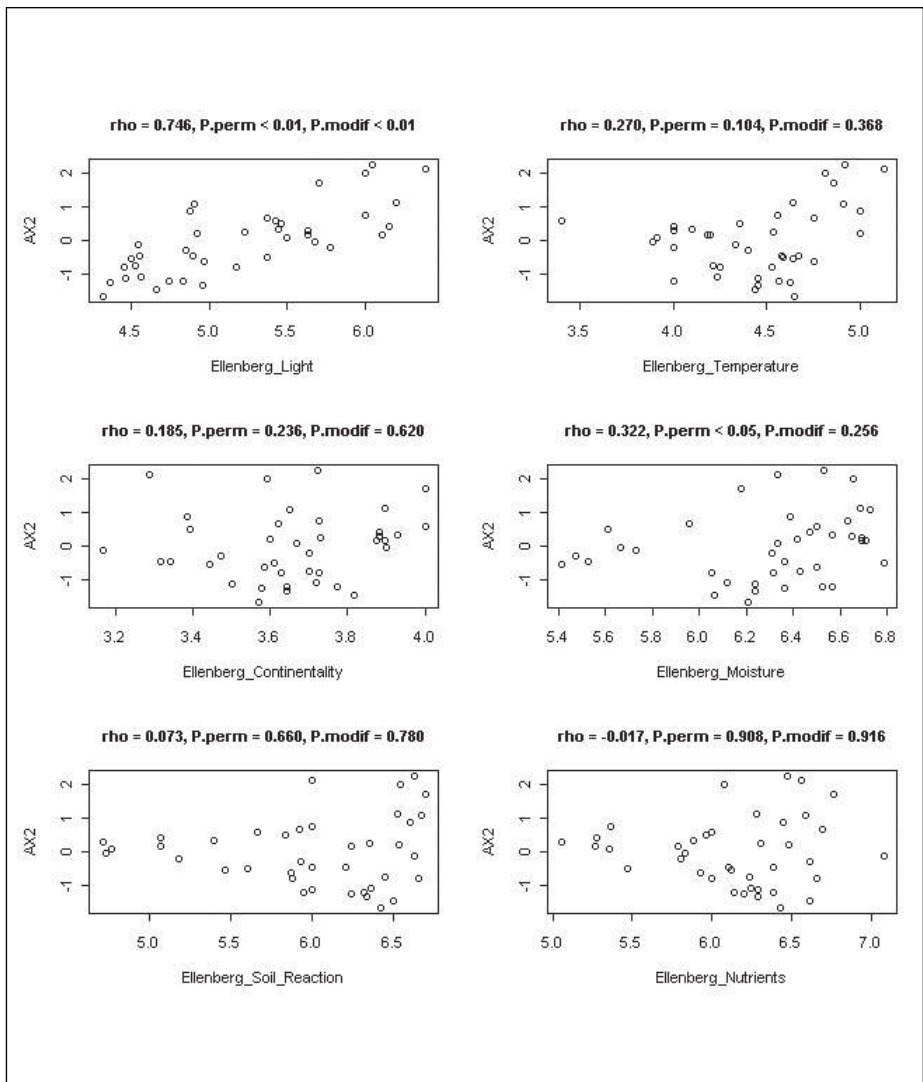 rho = 0.746, P.perm < 0.01, P.modif < 0.01
AX2
2
1
0
-1
4.5 5.0 5.5 6.0
Ellenberg_Light
rho = 0.270, P.perm = 0.104, P.modif = 0.368
AX2
2
1
0
-1
3.5 4.0 4.5 5.0
Ellenberg_Temperature
rho = 0.185, P.perm = 0.236, P.modif = 0.620
AX2
2
1
0
-1
3.2 3.4 3.6 3.8 4.0
Ellenberg_Continentality
rho = 0.322, P.perm < 0.05, P.modif = 0.256
AX2
2
1
0
-1
5.4 5.6 5.8 6.0 6.2 6.4 6.6 6.8
Ellenberg_Moisture
rho = 0.073, P.perm = 0.660, P.modif = 0.780
AX2
2
1
0
-1
5.0 5.5 6.0 6.5
Ellenberg_Soil_Reaction
rho = -0.017, P.perm = 0.908, P.modif = 0.916
AX2
2
1
0
-1
5.0 5.5 6.0 6.5 7.0
Ellenberg_Nutrients